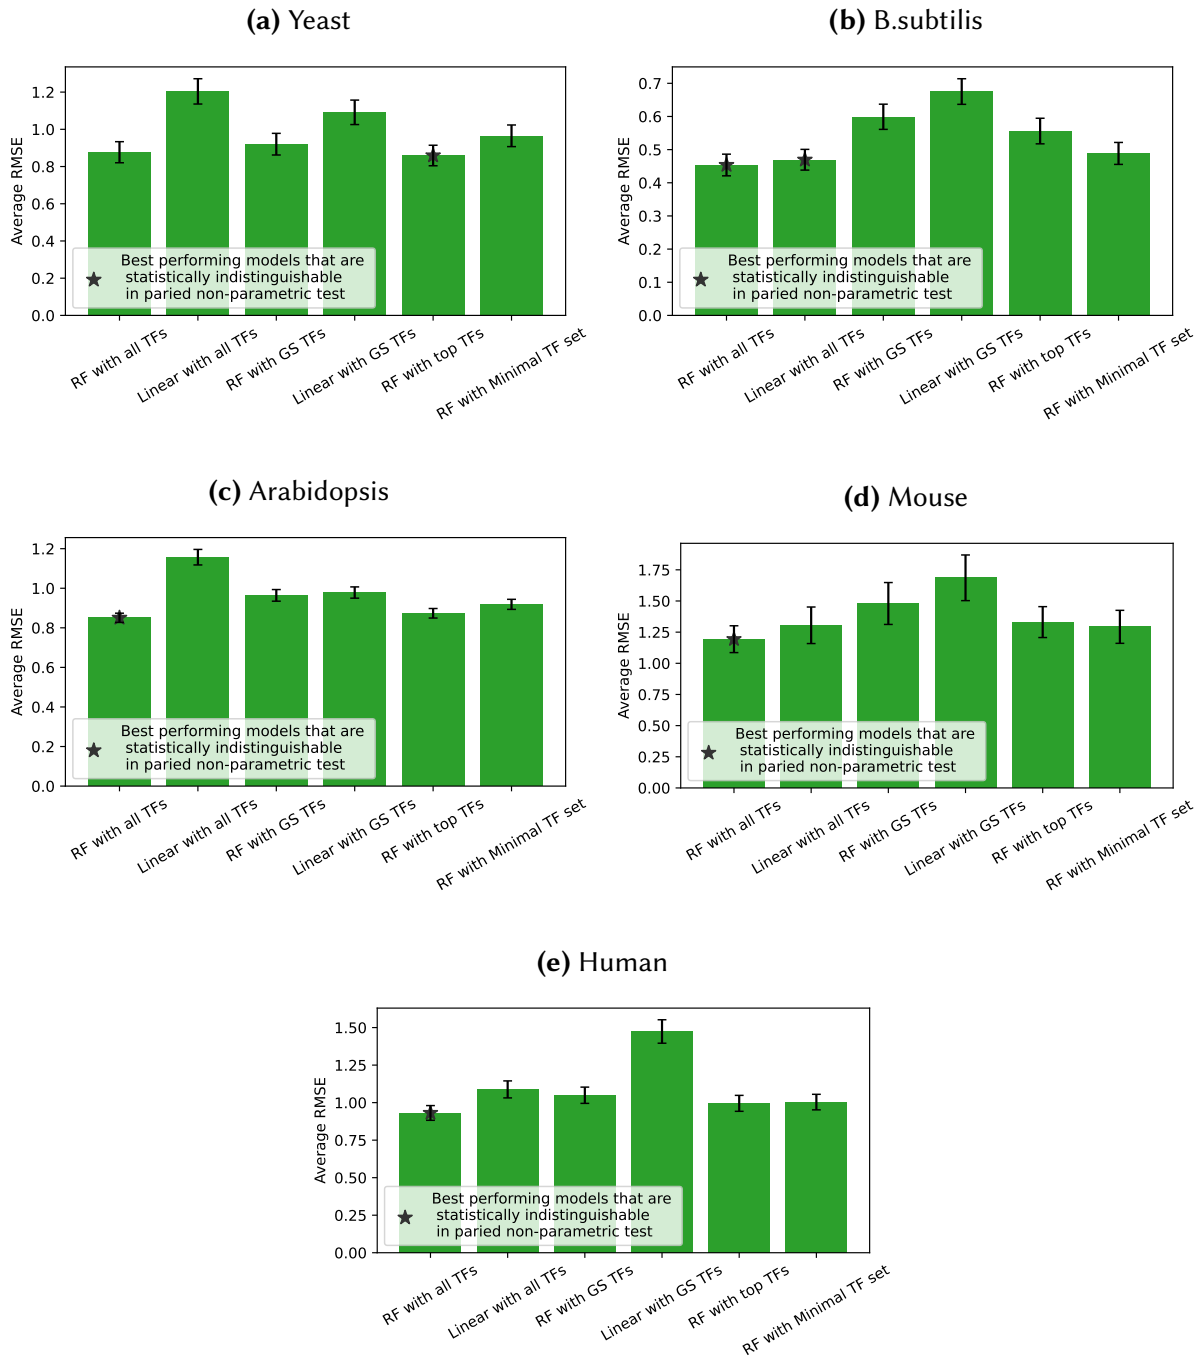 (a) Yeast
Average RMSE
1.2
1.0
0.8
0.6
0.4
0.2
0.0
Best performing models that are
statistically indistinguishable
in paried non-parametric test
RF with all TFs
Linear with all TFs
RF with GS TFs
Linear with GS TFs
RF with top TFs
RF with Minimal TF set
(b) B.subtilis
Average RMSE
0.7
0.6
0.5
0.4
0.3
0.2
0.1
0.0
Best performing models that are
statistically indistinguishable
in paried non-parametric test
RF with all TFs
Linear with all TFs
RF with GS TFs
Linear with GS TFs
RF with top TFs
RF with Minimal TF set
(c) Arabidopsis
Average RMSE
1.2
1.0
0.8
0.6
0.4
0.2
0.0
Best performing models that are
statistically indistinguishable
in paried non-parametric test
RF with all TFs
Linear with all TFs
RF with GS TFs
Linear with GS TFs
RF with top TFs
RF with Minimal TF set
(d) Mouse
Average RMSE
1.75
1.50
1.25
1.00
0.75
0.50
0.25
0.00
Best performing models that are
statistically indistinguishable
in paried non-parametric test
RF with all TFs
Linear with all TFs
RF with GS TFs
Linear with GS TFs
RF with top TFs
RF with Minimal TF set
(e) Human
Average RMSE
1.50
1.25
1.00
0.75
0.50
0.25
0.00
Best performing models that are
statistically indistinguishable
in paried non-parametric test
RF with all TFs
Linear with all TFs
RF with GS TFs
Linear with GS TFs
RF with top TFs
RF with Minimal TF set